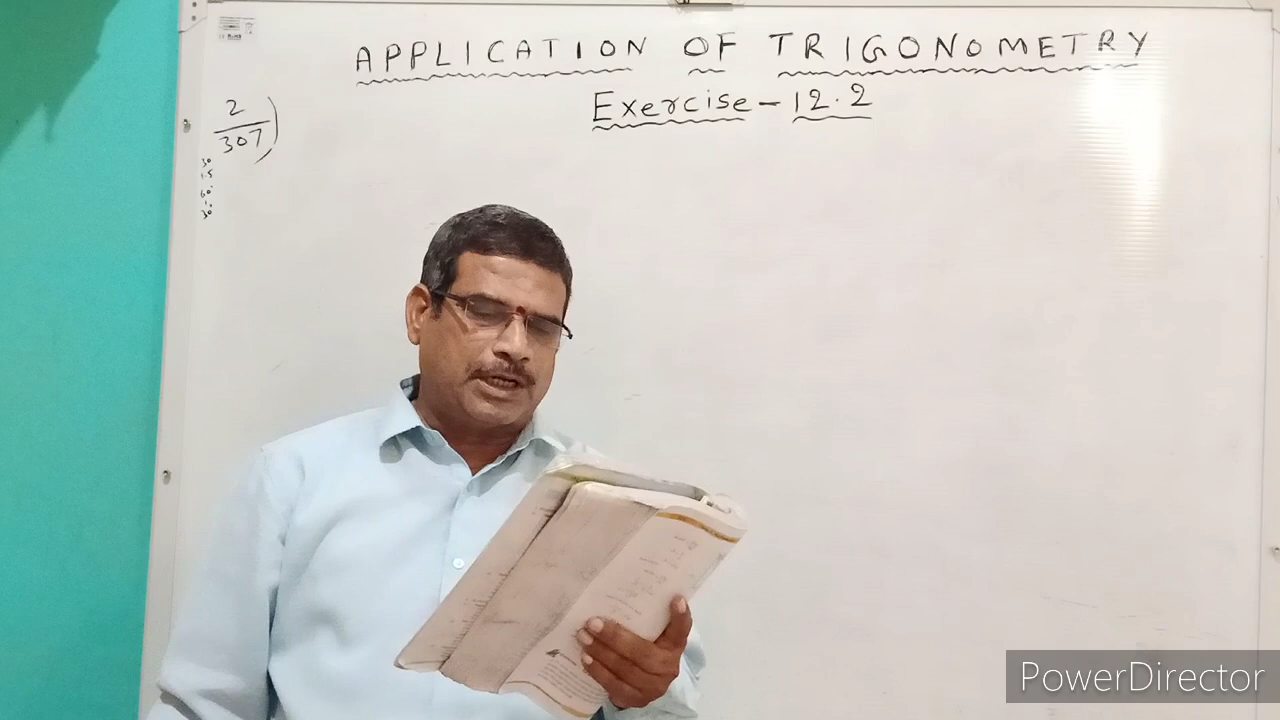 APPLICATION OF TRIGONOMETRY
Exercise-12.2
2
307)
PowerDirector